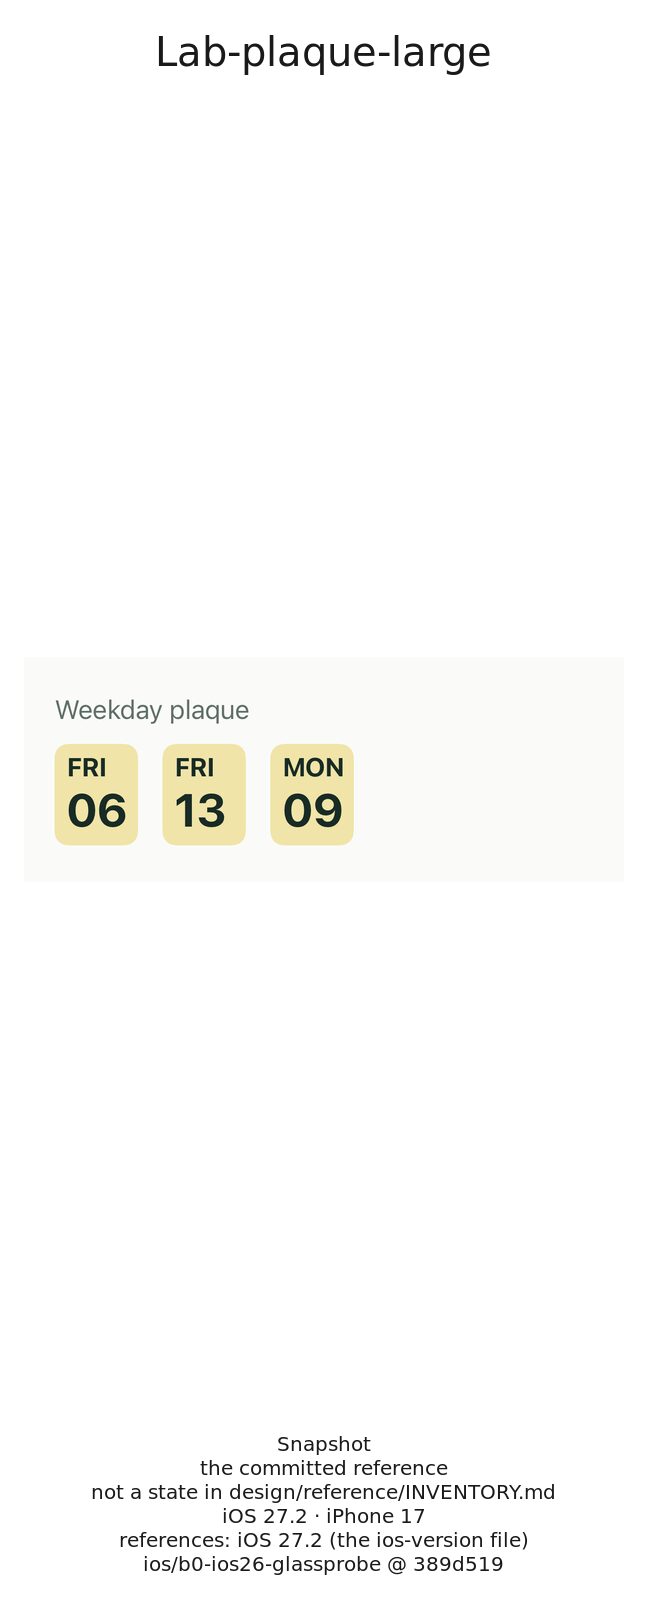 Lab-plaque-large
Weekday plaque
FRI FRI MON
06 13 09
Snapshot
the committed reference
not a state in design/reference/INVENTORY.md
iOS 27.2 · iPhone 17
references: iOS 27.2 (the ios-version file)
ios/b0-ios26-glassprobe @ 389d519